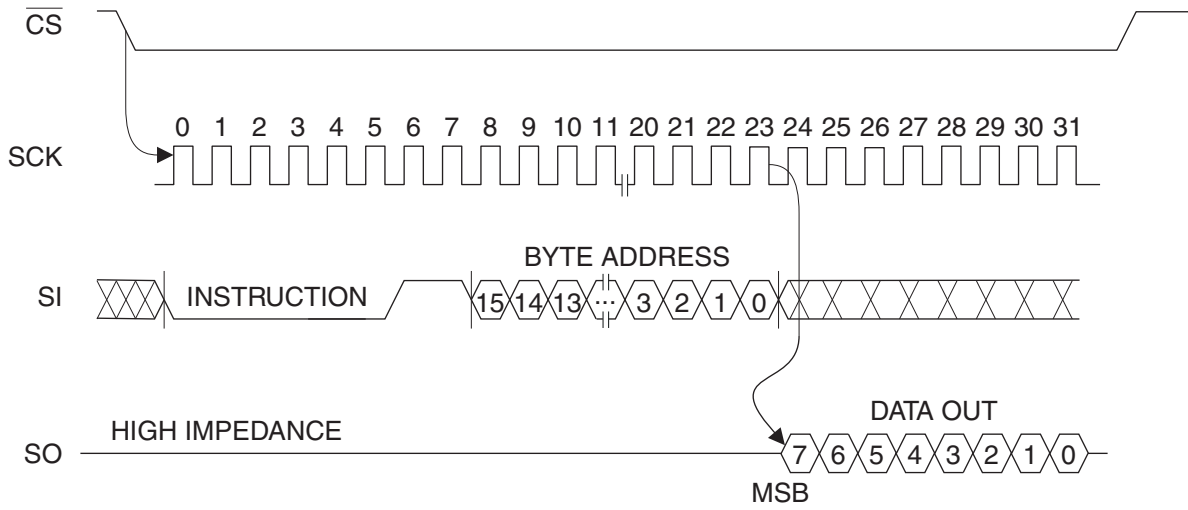 CS
0 1 2 3 4 5 6 7 8 9 10 11 20 21 22 23 24 25 26 27 28 29 30 31
SCK
BYTE ADDRESS
SI INSTRUCTION 15 14 13 ... 3 2 1 0
DATA OUT
HIGH IMPEDANCE
SO 7 6 5 4 3 2 1 0
MSB